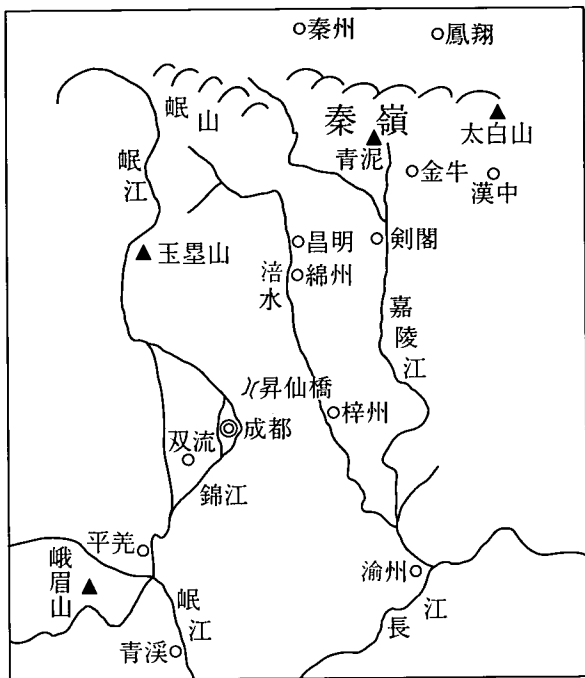 秦州
鳳翔
岷山
秦嶺
太白山
青泥
岷江
金牛
漢中
昌明
剣閣
玉塁山
綿州
涪水
嘉陵江
昇仙橋
梓州
成都
双流
錦江
平羌
峨眉山
渝州
岷江
長江
青渓